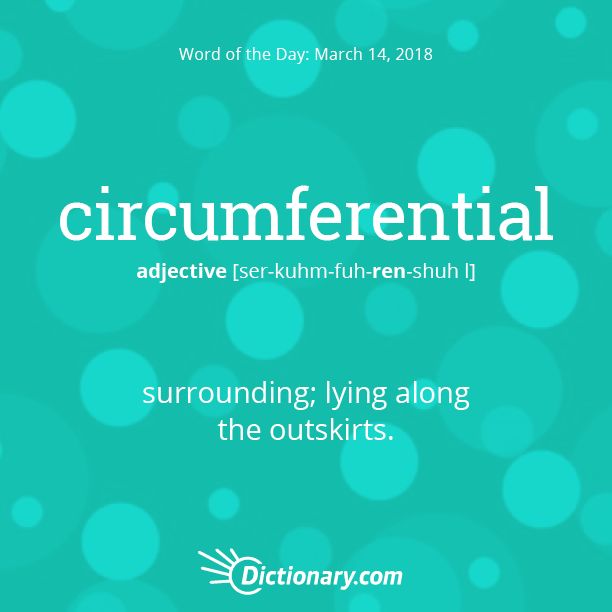 Word of the Day: March 14, 2018
circumferential
adjective [ser-kuhm-fuh-ren-shuh l]
surrounding; lying along
the outskirts.
Dictionary.com